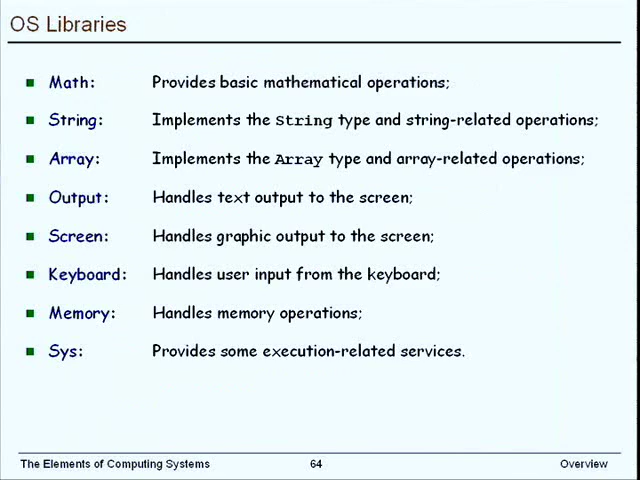 OS Libraries
Math: Provides basic mathematical operations;
String: Implements the String type and string-related operations;
Array: Implements the Array type and array-related operations;
Output: Handles text output to the screen;
Screen: Handles graphic output to the screen;
Keyboard: Handles user input from the keyboard;
Memory: Handles memory operations;
Sys: Provides some execution-related services.
The Elements of Computing Systems 64 Overview